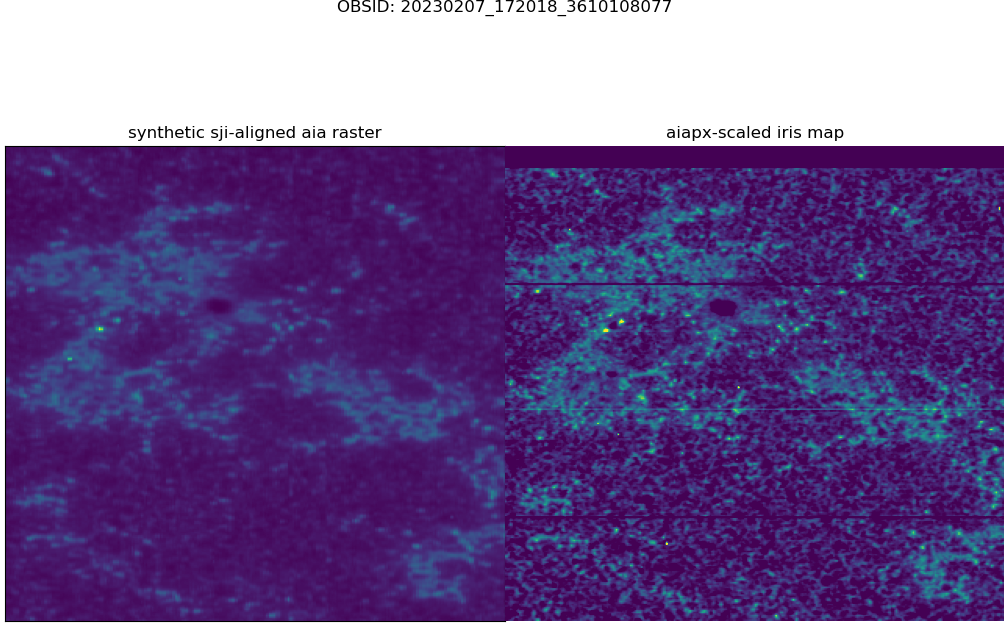 OBSID: 20230207_172018_3610108077
synthetic sji-aligned aia raster
aiapx-scaled iris map